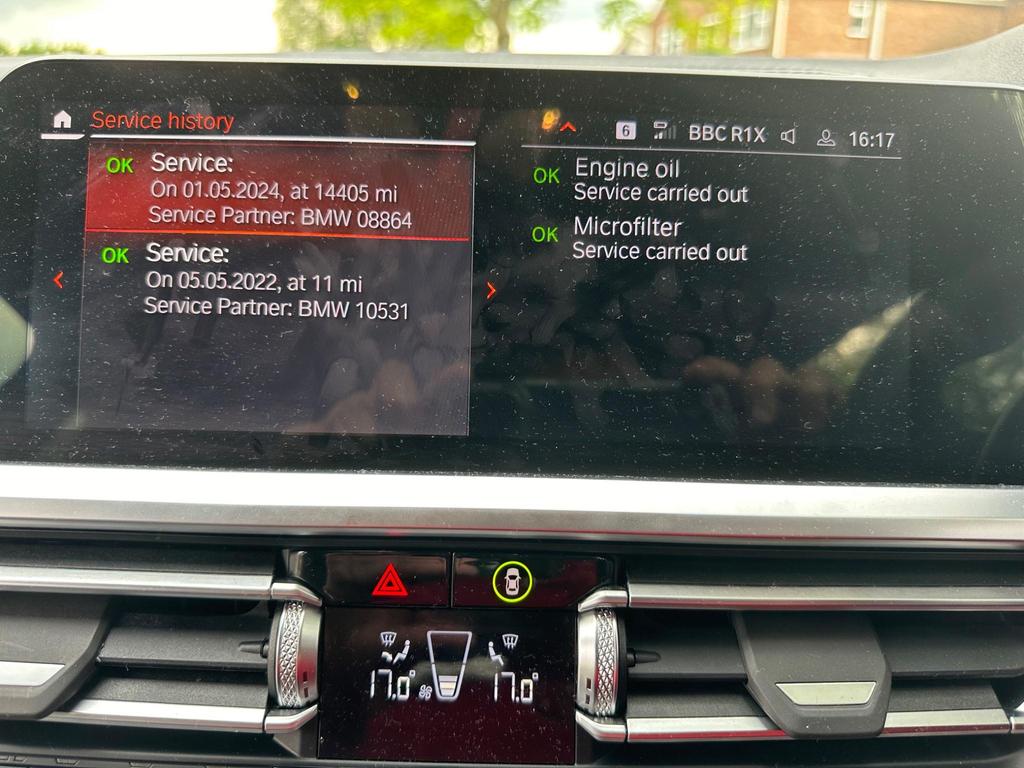 Service history
6 BBC R1X 16:17
OK Service:
On 01.05.2024, at 14405 mi
Service Partner: BMW 08864
OK Service:
On 05.05.2022, at 11 mi
Service Partner: BMW 10531
OK Engine oil
Service carried out
OK Microfilter
Service carried out
17.0° 17.0°